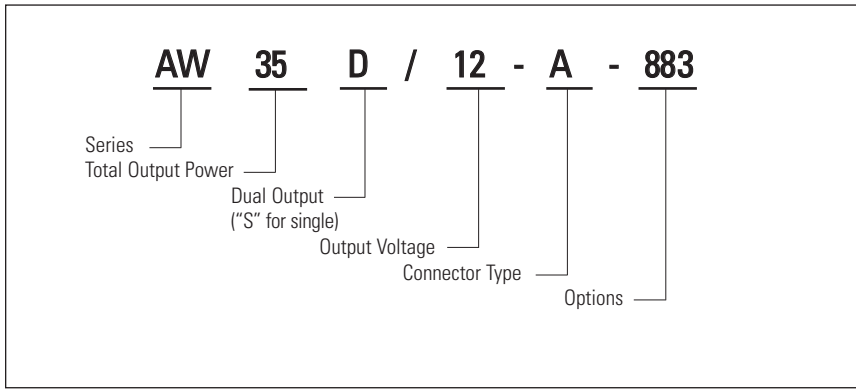 AW 35 D / 12 - A - 883
Series
Total Output Power
Dual Output
(“S” for single)
Output Voltage
Connector Type
Options